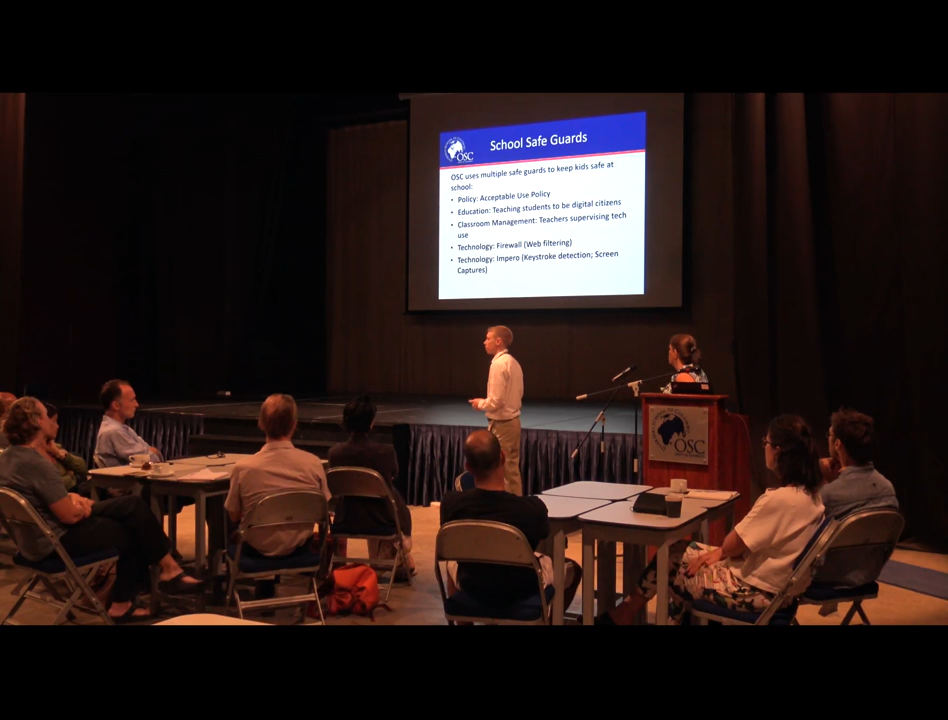 School Safe Guards
OSC
OSC uses multiple safe guards to keep kids safe at
school:
• Policy: Acceptable Use Policy
• Education: Teaching students to be digital citizens
• Classroom Management: Teachers supervising tech
use
• Technology: Firewall (Web filtering)
• Technology: Impero (Keystroke detection; Screen
Captures)
OSC